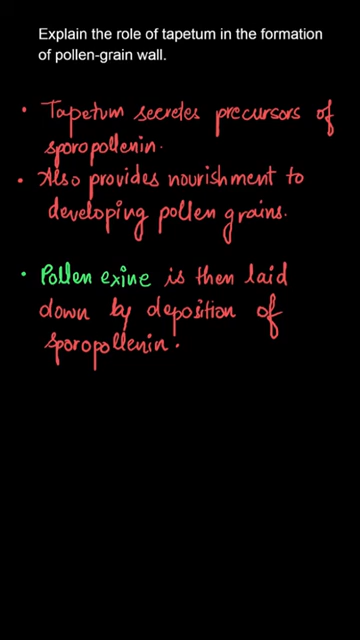 Explain the role of tapetum in the formation
of pollen-grain wall.
• Tapetum secretes precursors of
sporopollenin.
• Also provides nourishment to
developing pollen grains.
• Pollen exine is then laid
down by deposition of
sporopollenin.